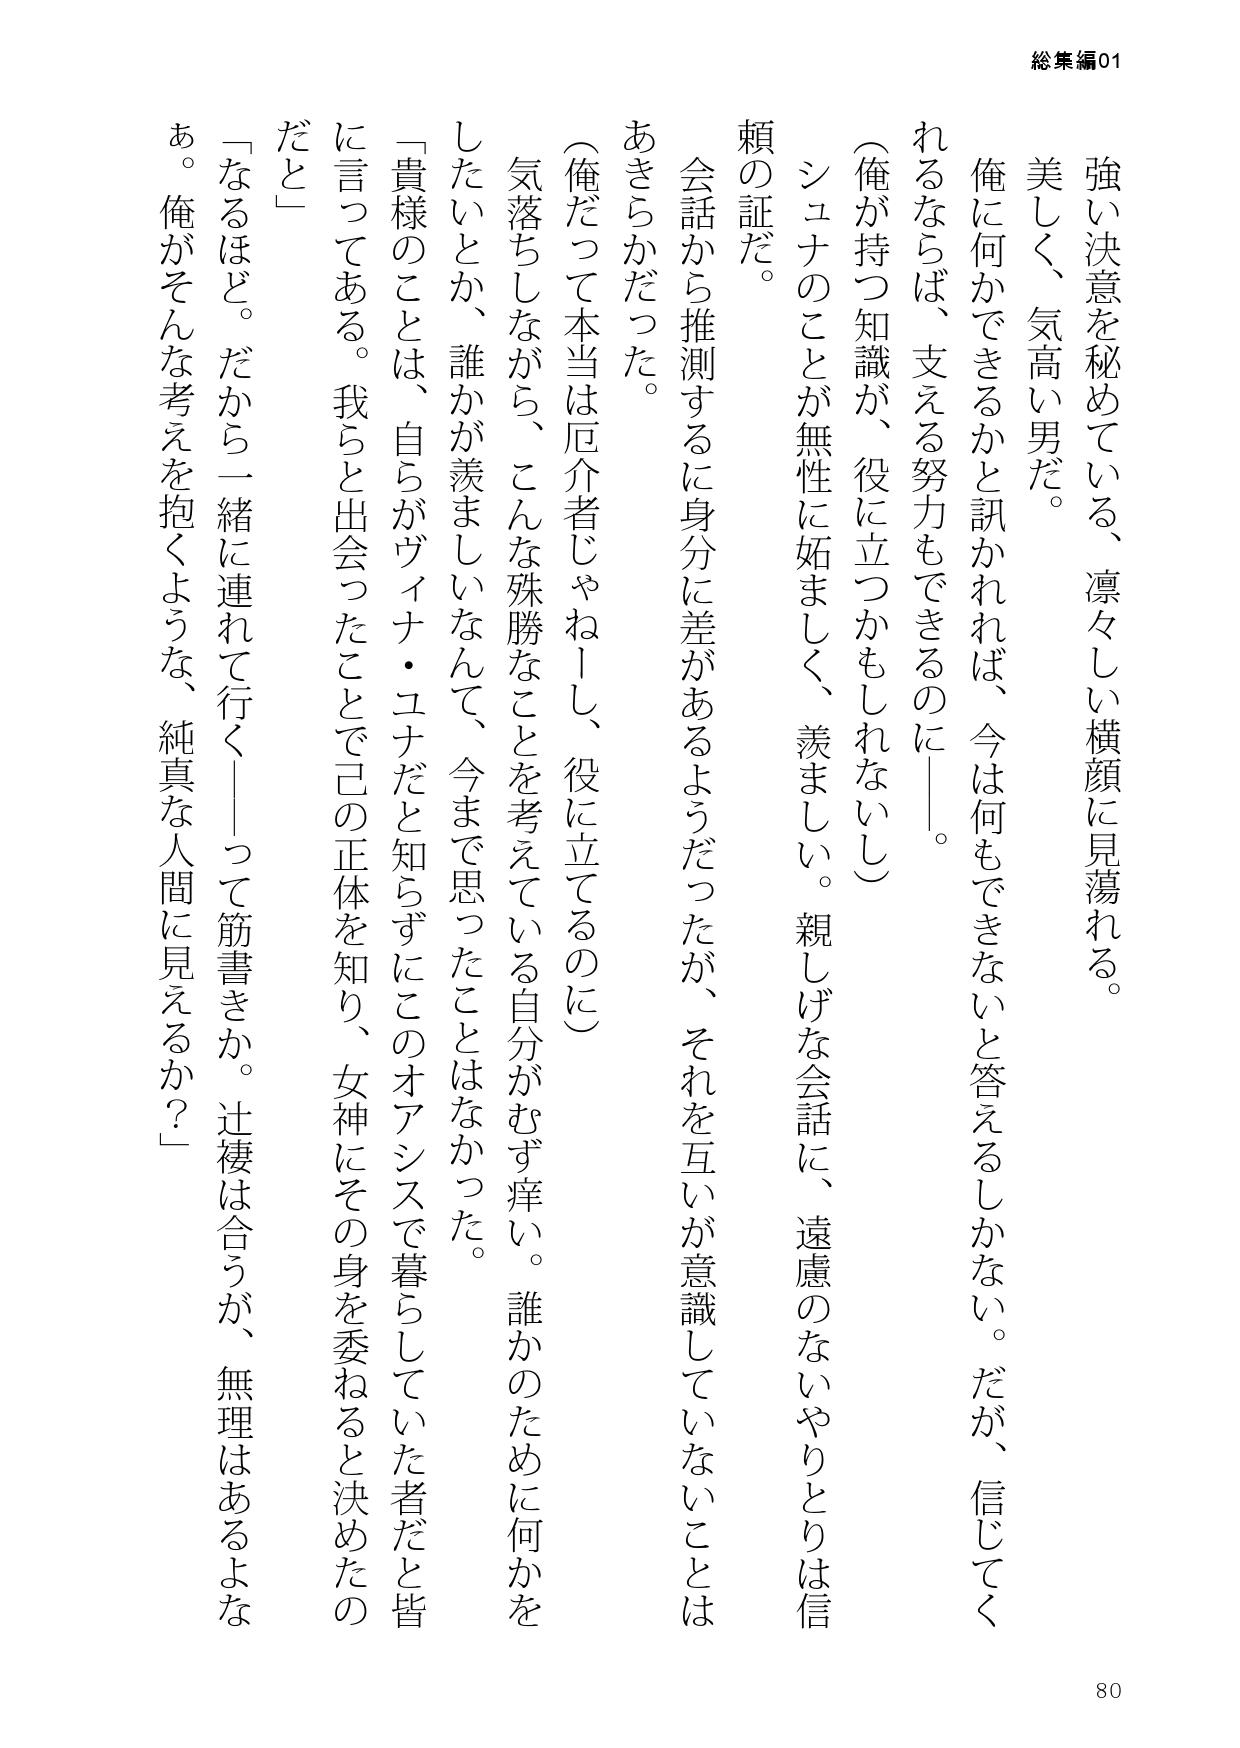 総集編01
　強い決意を秘めている、凛々しい横顔に見蕩れる。
　美しく、気高い男だ。
　俺に何かできるかと訊かれれば、今は何もできないと答えるしかない。だが、信じてく
れるならば、支える努力もできるのに――。
（俺が持つ知識が、役に立つかもしれないし）
　シュナのことが無性に妬ましく、羨ましい。親しげな会話に、遠慮のないやりとりは信
頼の証だ。
　会話から推測するに身分に差があるようだったが、それを互いが意識していないことは
あきらかだった。
（俺だって本当は厄介者じゃねーし、役に立てるのに）
　気落ちしながら、こんな殊勝なことを考えている自分がむず痒い。誰かのために何かを
したいとか、誰かが羨ましいなんて、今まで思ったことはなかった。
「貴様のことは、自らがヴィナ・ユナだと知らずにこのオアシスで暮らしていた者だと皆
に言ってある。我らと出会ったことで己の正体を知り、女神にその身を委ねると決めたの
だと」
「なるほど。だから一緒に連れて行く――って筋書きか。辻褄は合うが、無理はあるよな
ぁ。俺がそんな考えを抱くような、純真な人間に見えるか？」
80